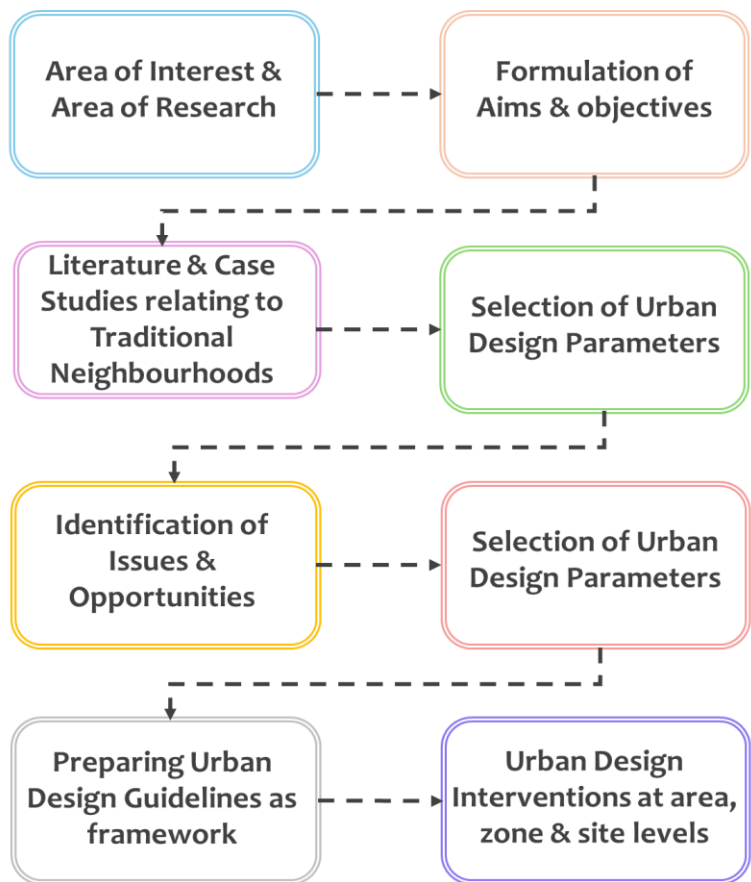 Area of Interest &
Area of Research
Formulation of
Aims & objectives
Literature & Case
Studies relating to
Traditional
Neighbourhoods
Selection of Urban
Design Parameters
Identification of
Issues &
Opportunities
Selection of Urban
Design Parameters
Preparing Urban
Design Guidelines as
framework
Urban Design
Interventions at area,
zone & site levels